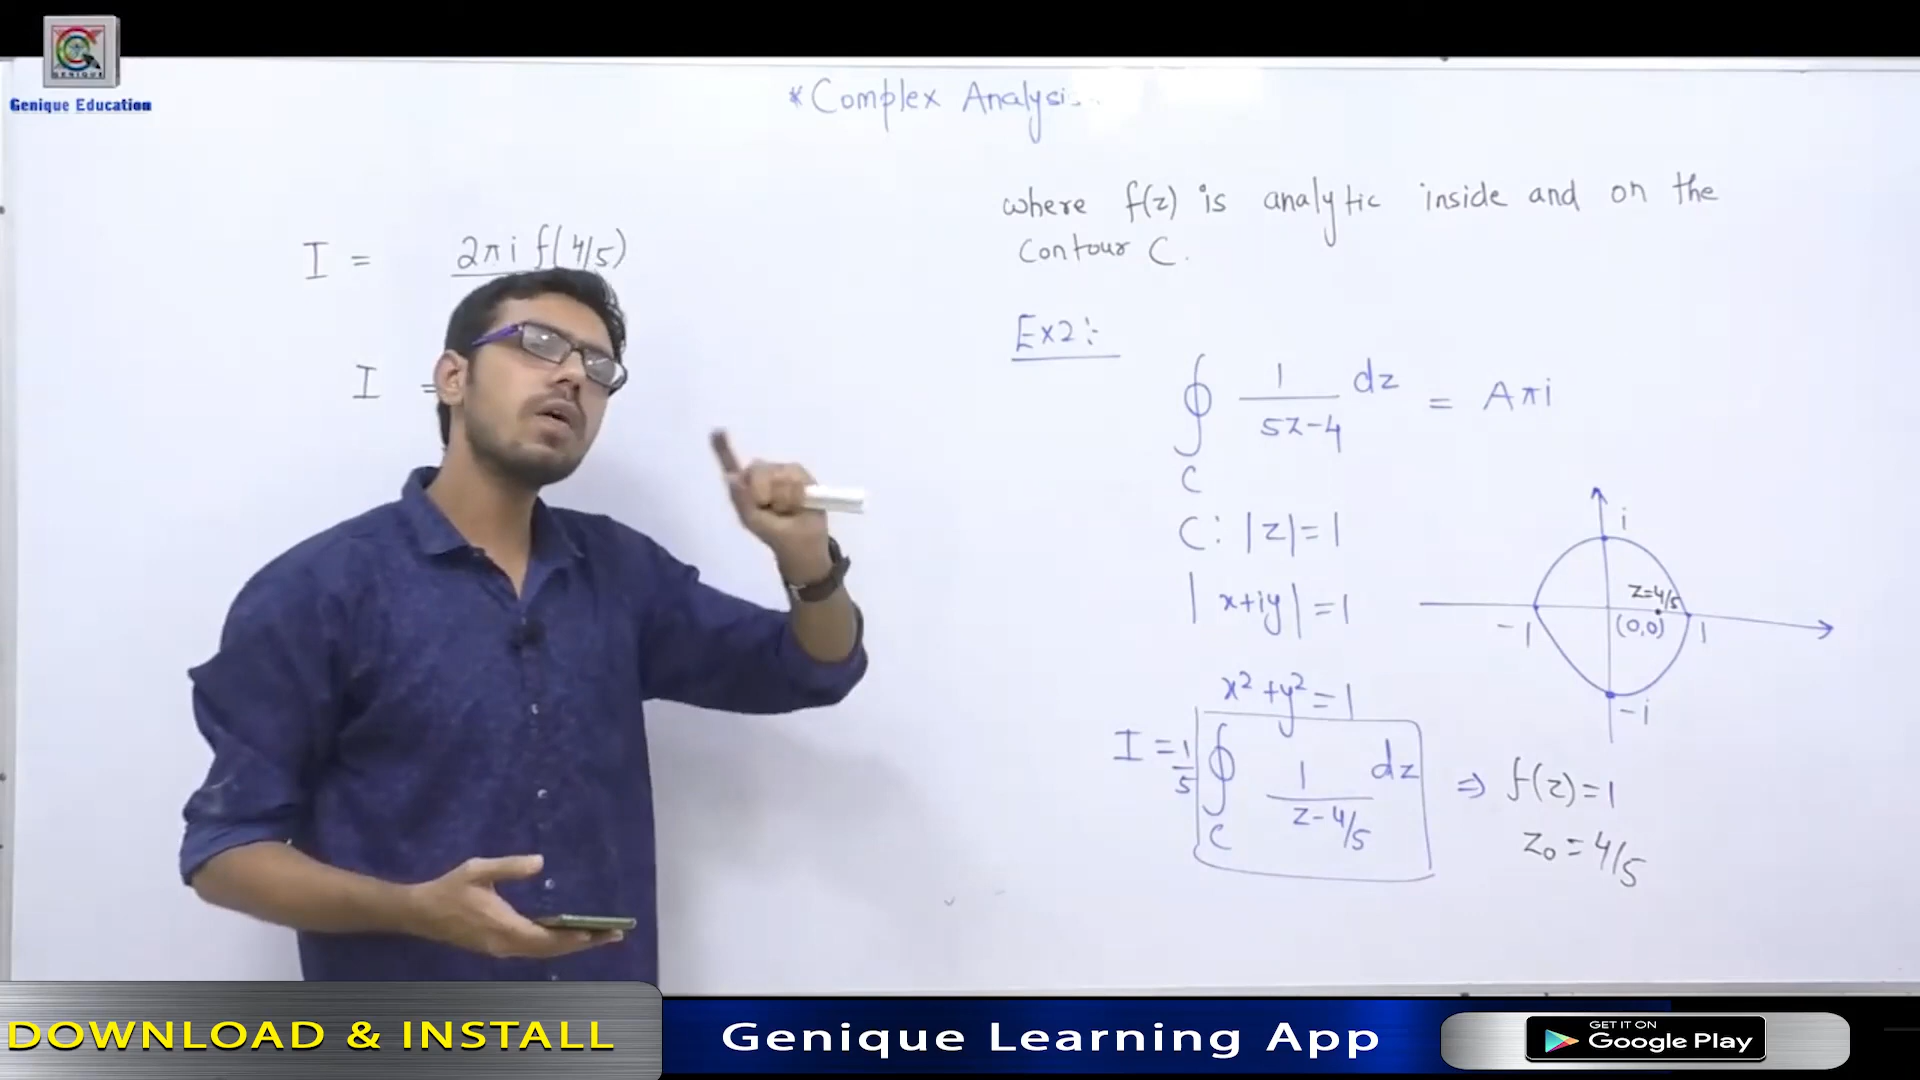 GENIQUE
Genique Education
*Complex Analysis
I = 2πi f(4/5)
I =
where f(z) is analytic inside and on the
contour C.
Ex2:-
∮ 1/(5z-4) dz = Aπi
C
C: |z|=1
|x+iy|=1
x²+y²=1
I = 1/5 ∮ 1/(z-4/5) dz ⇒ f(z)=1
C
z₀=4/5
i
z=4/5
-1 (0,0) 1
-i
DOWNLOAD & INSTALL
Genique Learning App
GET IT ON
Google Play